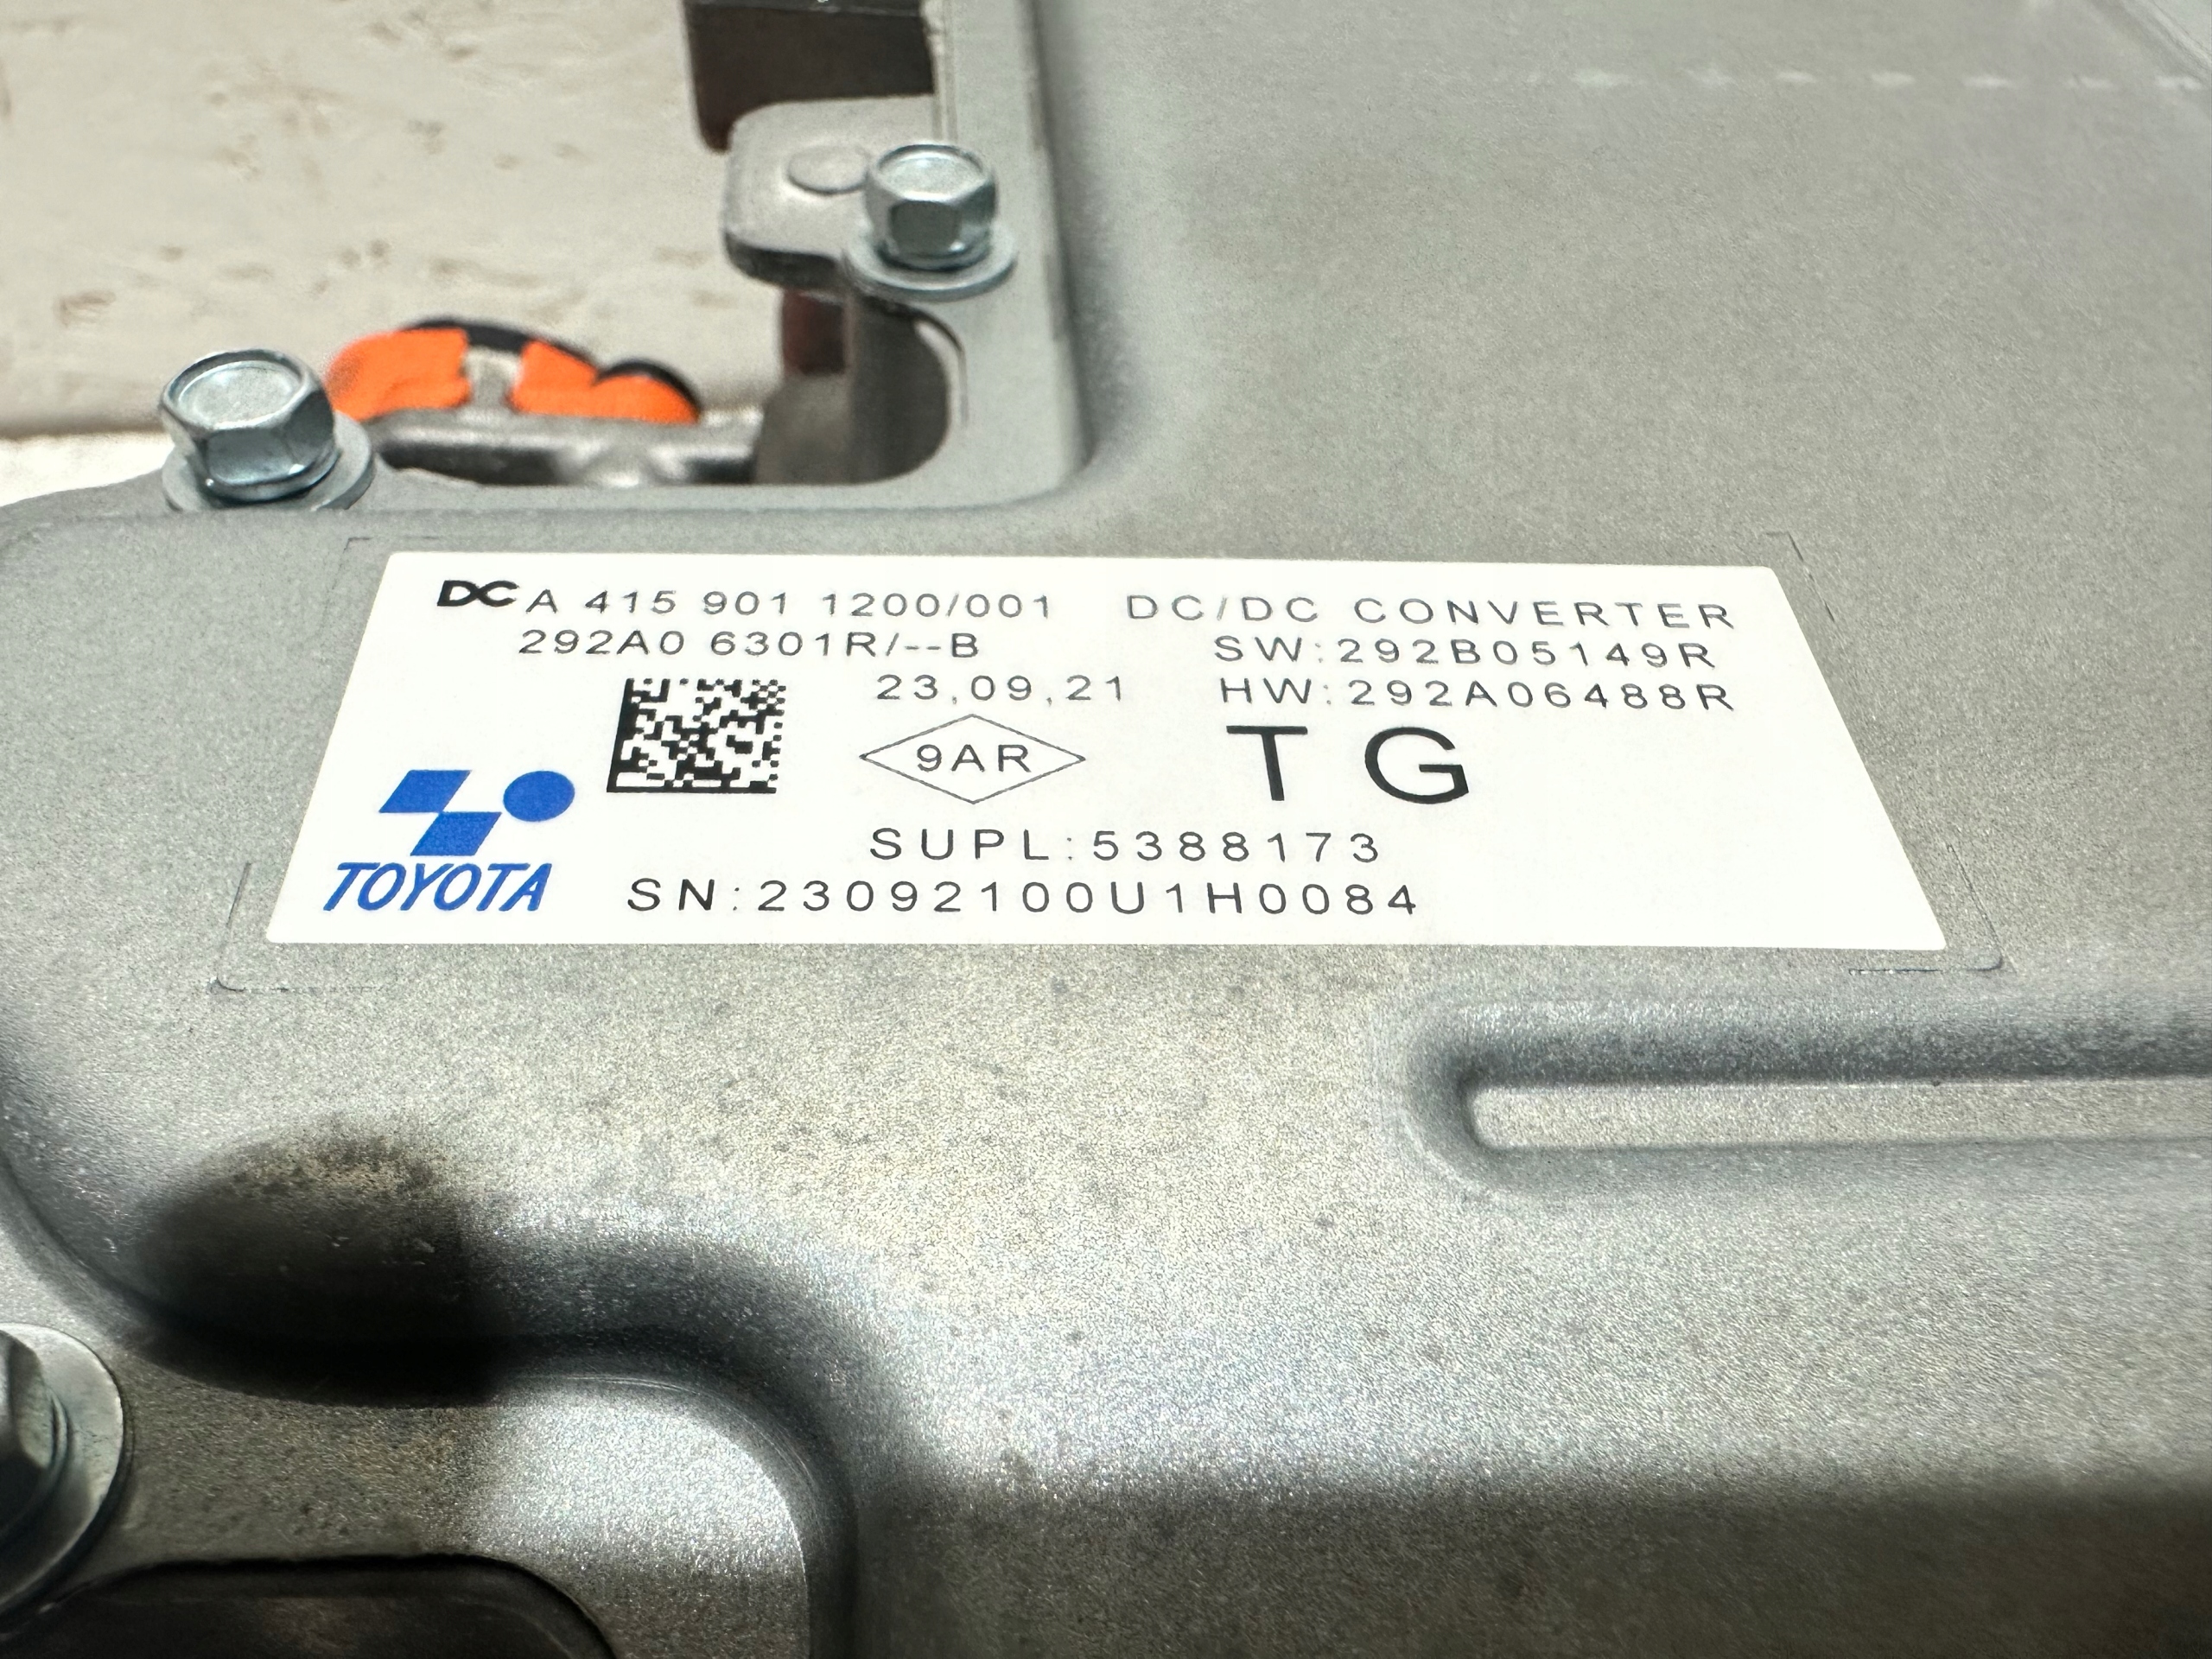 DC A 415 901 1200/001 DC/DC CONVERTER
292A0 6301R/--B SW:292B05149R
23,09,21 HW:292A06488R
9AR TG
TOYOTA
SUPL:5388173
SN:23092100U1H0084